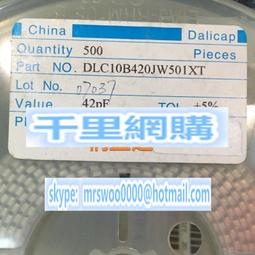 China Dalicap
Quantity 500 Pieces
Part NO. DLC10B420JW501XT
Lot No. 07037
Value 42pF TOL ±5%
千里網購
skype: mrswoo0000@hotmail.com